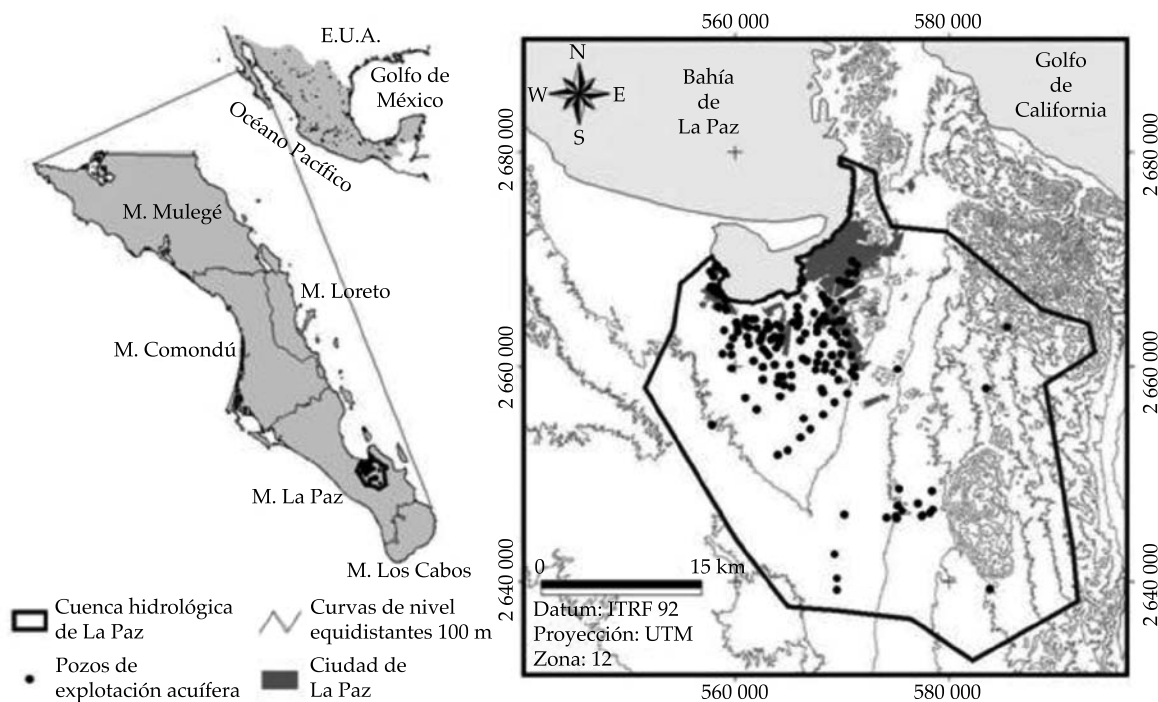 E.U.A.
Golfo de
México
Océano Pacífico
M. Mulegé
M. Loreto
M. Comondú
M. La Paz
M. Los Cabos
Cuenca hidrológica
de La Paz
Curvas de nivel
equidistantes 100 m
Pozos de
explotación acuífera
Ciudad de
La Paz
560 000
580 000
N
W
E
S
Bahía
de
La Paz
Golfo
de
California
2 680 000
2 680 000
2 660 000
2 660 000
2 640 000
2 640 000
0
15 km
Datum: ITRF 92
Proyección: UTM
Zona: 12
560 000
580 000